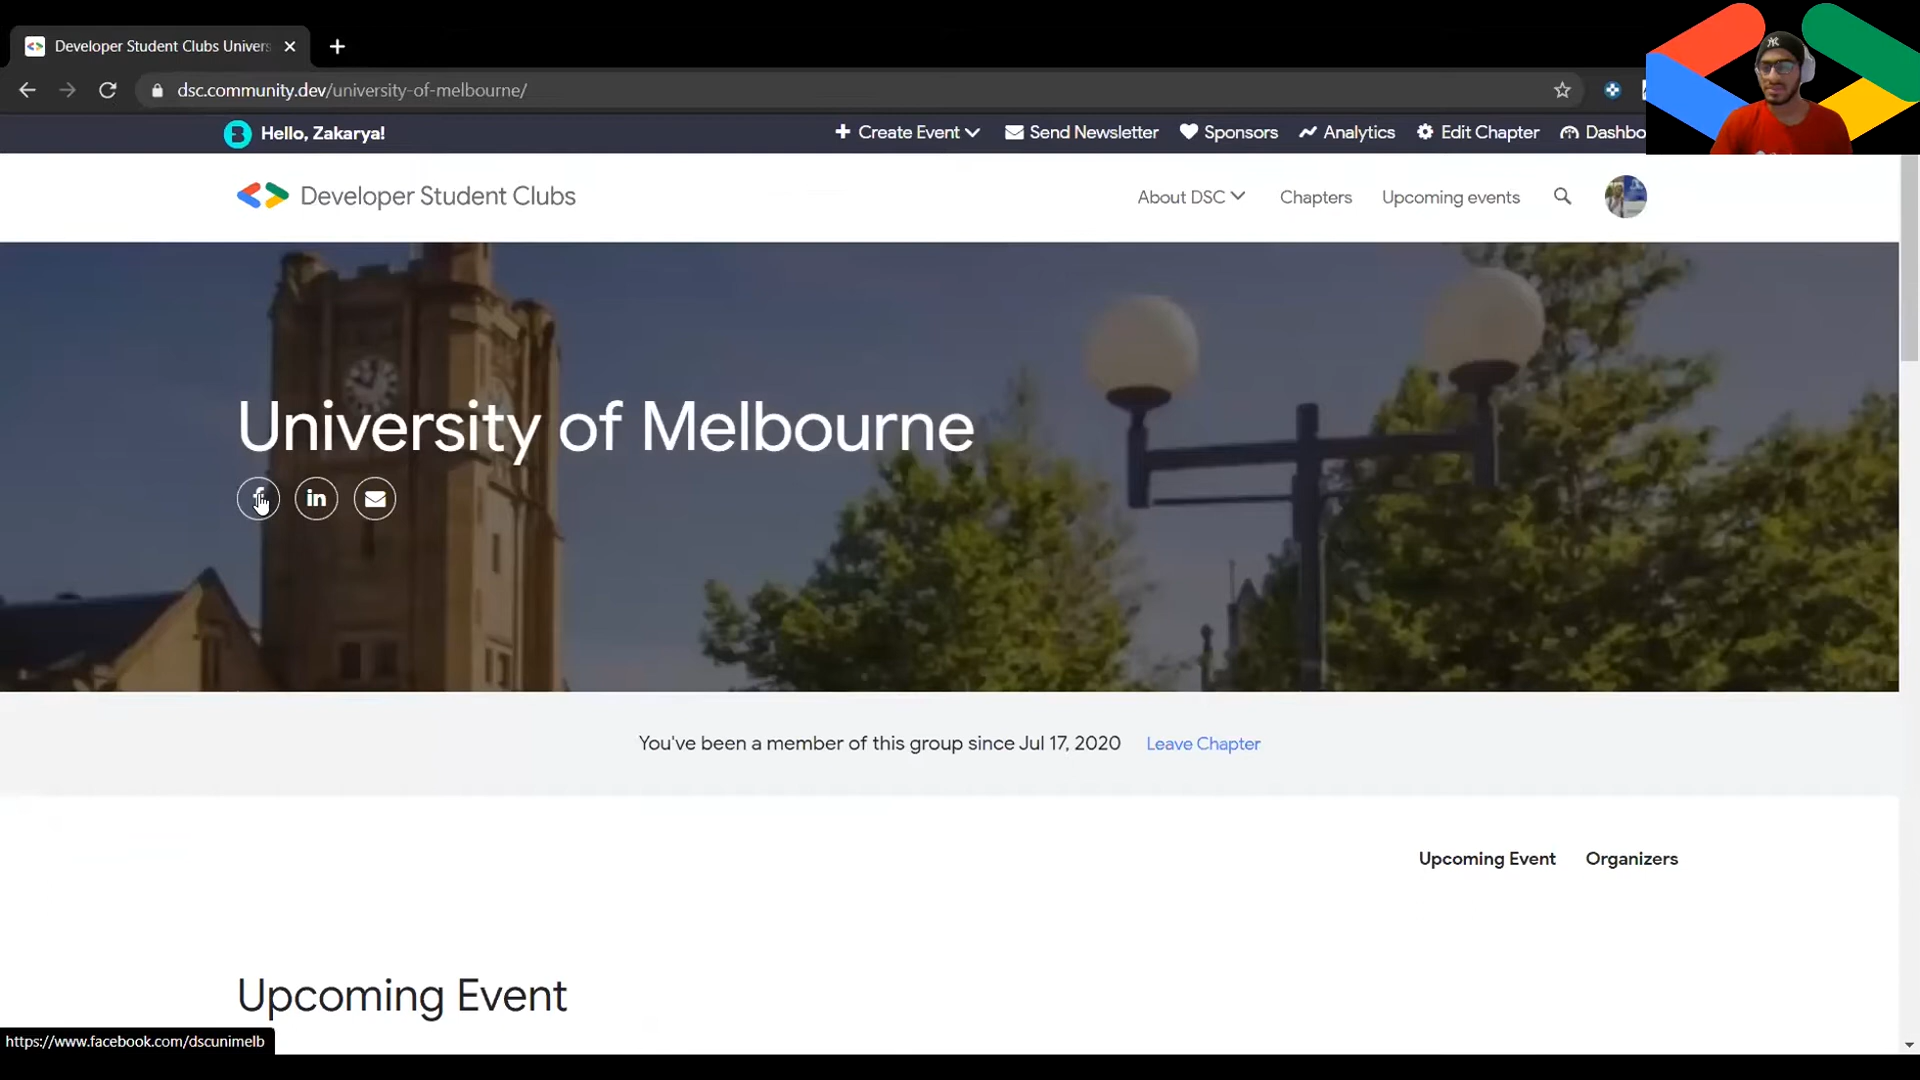 Developer Student Clubs Univers
dsc.community.dev/university-of-melbourne/
Hello, Zakarya!
Create Event
Send Newsletter
Sponsors
Analytics
Edit Chapter
Dashbo
Developer Student Clubs
About DSC
Chapters
Upcoming events
University of Melbourne
in
You've been a member of this group since Jul 17, 2020 Leave Chapter
Upcoming Event
Organizers
Upcoming Event
https://www.facebook.com/dscunimelb